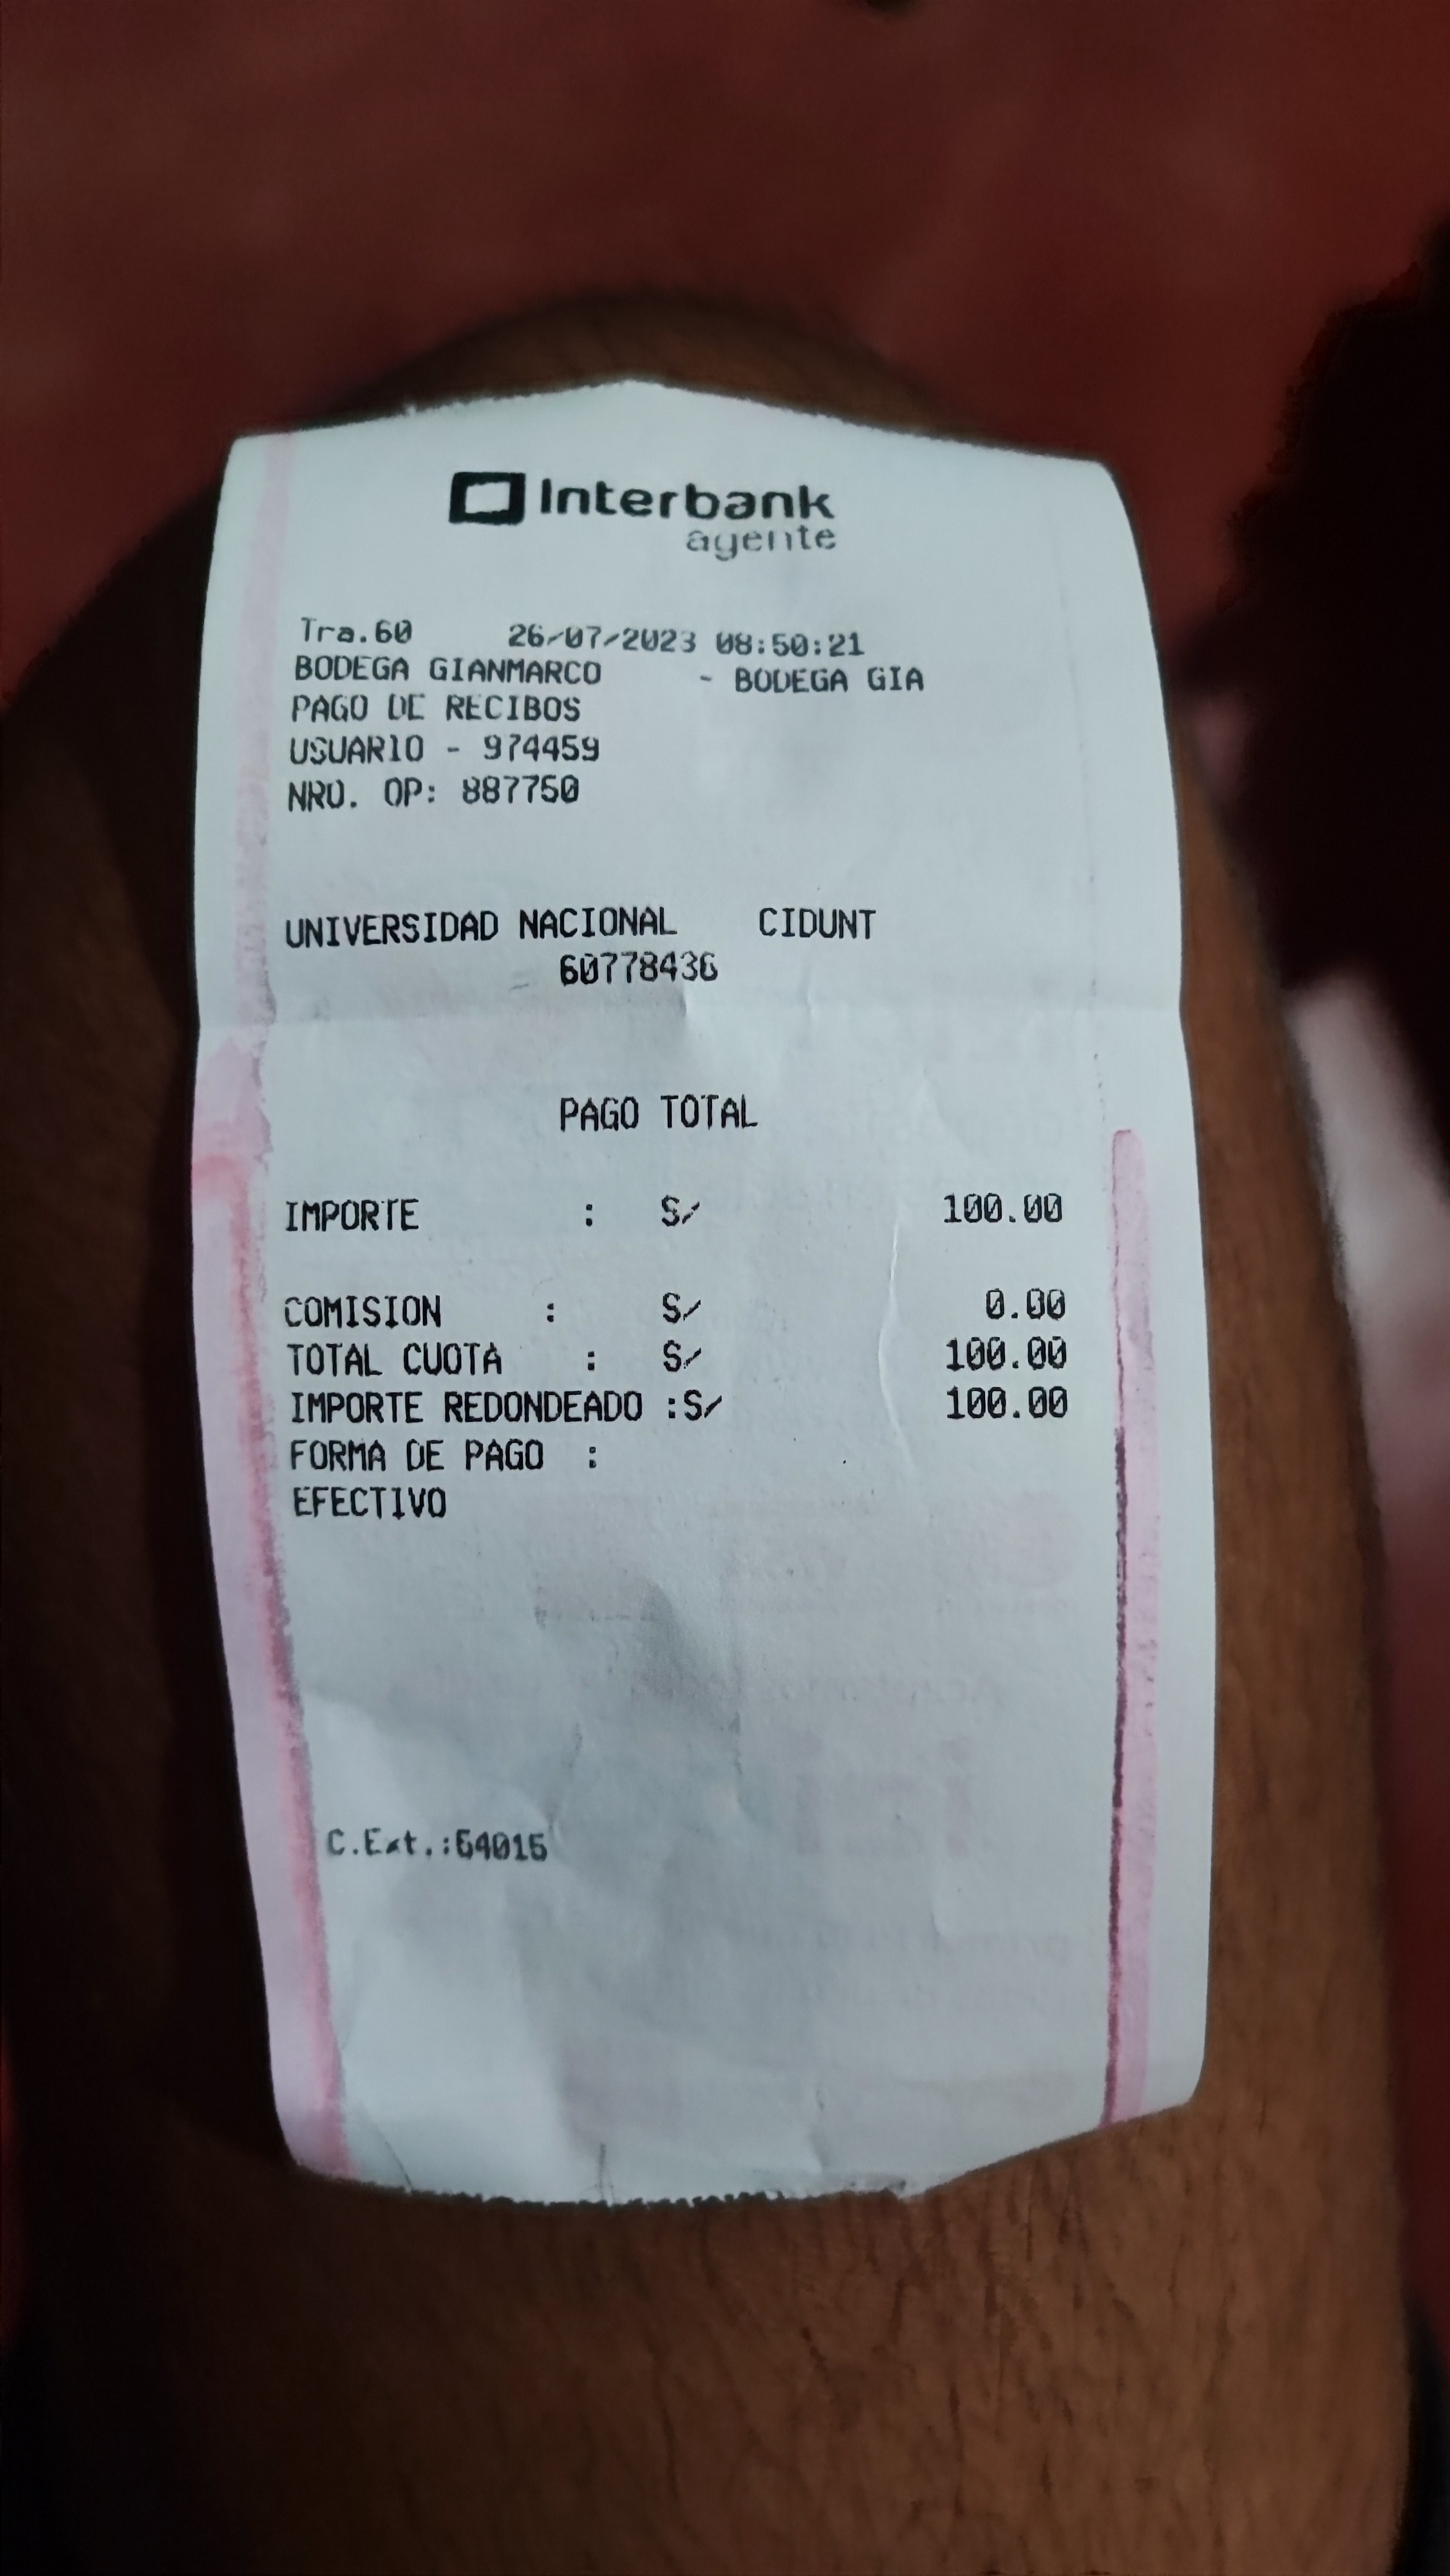 Interbank
agente
Tra.60 26/07/2023 08:50:21
BODEGA GIANMARCO - BODEGA GIA
PAGO DE RECIBOS
USUARIO - 974459
NRO. OP: 887750
UNIVERSIDAD NACIONAL CIDUNT
60778436
PAGO TOTAL
IMPORTE : S/ 100.00
COMISION : S/ 0.00
TOTAL CUOTA : S/ 100.00
IMPORTE REDONDEADO :S/ 100.00
FORMA DE PAGO :
EFECTIVO
C.Ext.: